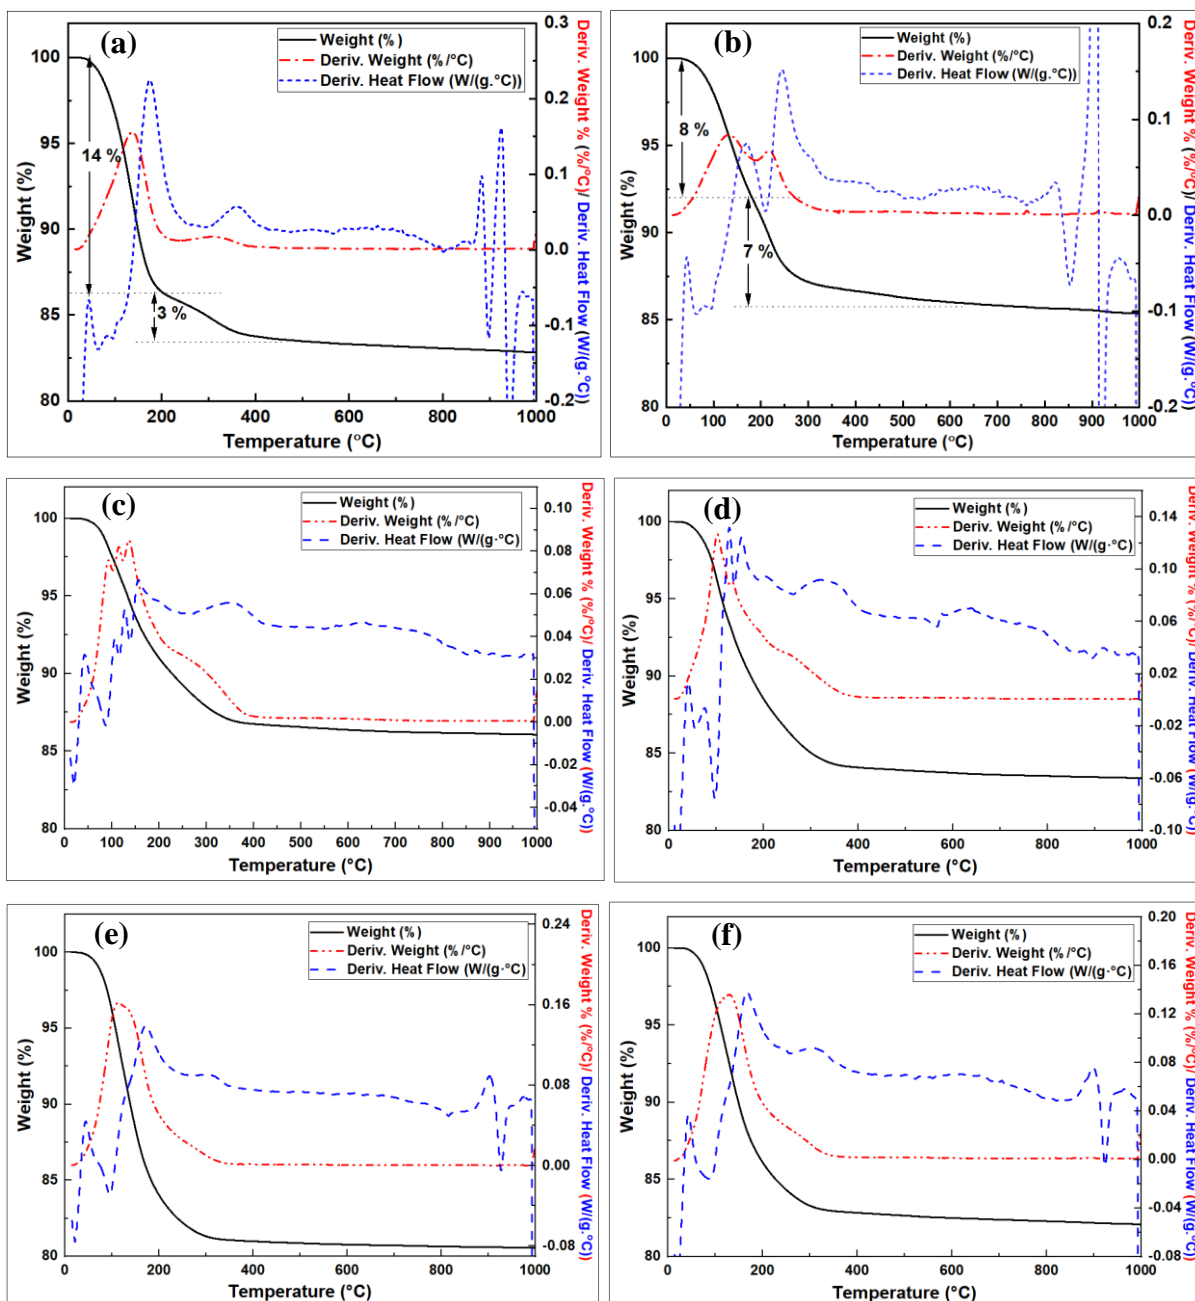 (a)
Weight (%)
Deriv. Weight (%/°C)
Deriv. Heat Flow (W/(g.°C))
14 %
3 %
100
95
90
85
80
Weight (%)
0 200 400 600 800 1000
Temperature (°C)
0.3
0.2
0.1
0.0
-0.1
-0.2
Deriv. Weight % (%/°C)/ Deriv. Heat Flow (W/(g.°C))
(b)
Weight (%)
Deriv. Weight (%/°C)
Deriv. Heat Flow (W/(g.°C))
8 %
7 %
100
95
90
85
80
Weight (%)
0 100 200 300 400 500 600 700 800 900 1000
Temperature (°C)
0.2
0.1
0.0
-0.1
-0.2
Deriv. Weight % (%/°C)/ Deriv. Heat Flow (W/(g.°C))
(c)
Weight (%)
Deriv. Weight (%/°C)
Deriv. Heat Flow (W/(g·°C)
100
95
90
85
80
Weight (%)
0 100 200 300 400 500 600 700 800 900 1000
Temperature (°C)
0.10
0.08
0.06
0.04
0.02
0.00
-0.02
-0.04
Deriv. Weight % (%/°C)/ Deriv. Heat Flow (W/(g·°C))
(d)
Weight (%)
Deriv. Weight (%/°C)
Deriv. Heat Flow (W/(g·°C)
100
95
90
85
80
Weight (%)
0 200 400 600 800 1000
Temperature (°C)
0.14
0.10
0.06
0.02
-0.02
-0.06
-0.10
Deriv. Weight % (%/°C)/ Deriv. Heat Flow (W/(g·°C))
(e)
Weight (%)
Deriv. Weight (%/°C)
Deriv. Heat Flow (W/(g·°C)
100
95
90
85
80
Weight (%)
0 200 400 600 800 1000
Temperature (°C)
0.24
0.16
0.08
0.00
-0.08
Deriv. Weight % (%/°C)/ Deriv. Heat Flow (W/(g·°C))
(f)
Weight (%)
Deriv. Weight (%/°C)
Deriv. Heat Flow (W/(g·°C)
100
95
90
85
80
Weight (%)
0 200 400 600 800 1000
Temperature (°C)
0.20
0.16
0.12
0.08
0.04
0.00
-0.04
-0.08
Deriv. Weight % (%/°C)/ Deriv. Heat Flow (W/(g·°C))